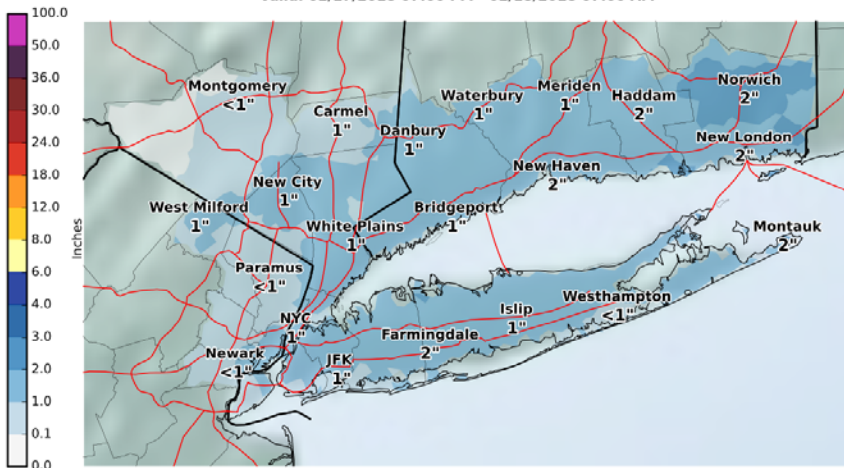 100.0
50.0
36.0
30.0
24.0
18.0
12.0
8.0
6.0
4.0
3.0
2.0
1.0
0.1
0.0
Inches
Montgomery
<1"
Carmel
1"
Danbury
1"
Waterbury
1"
Meriden
1"
Haddam
2"
Norwich
2"
New London
2"
New Haven
2"
Bridgeport
1"
New City
1"
West Milford
1"
White Plains
1"
Paramus
<1"
Montauk
2"
Westhampton
<1"
Islip
1"
NYC
1"
Farmingdale
2"
Newark
<1"
JFK
1"